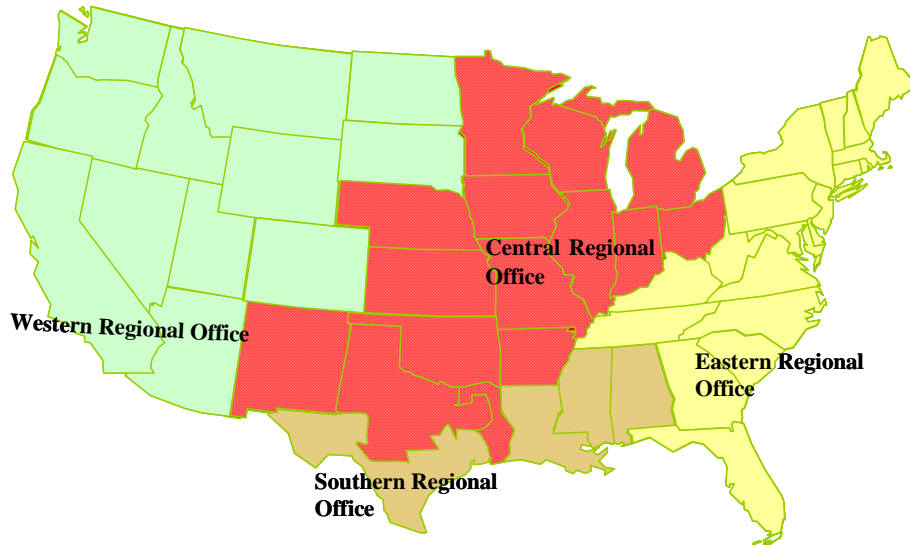 Central Regional
Office
Western Regional Office
Eastern Regional
Office
Southern Regional
Office